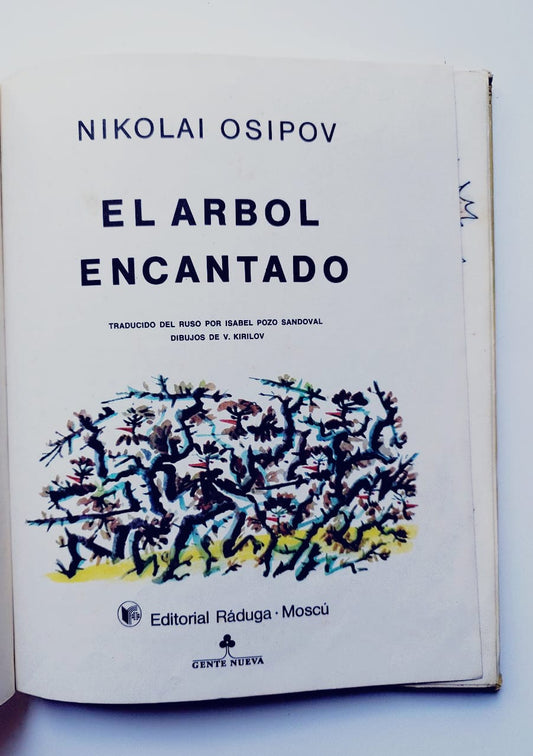 NIKOLAI OSIPOV
EL ARBOL
ENCANTADO
TRADUCIDO DEL RUSO POR ISABEL POZO SANDOVAL
DIBUJOS DE V. KIRILOV
Editorial Ráduga · Moscú
GENTE NUEVA